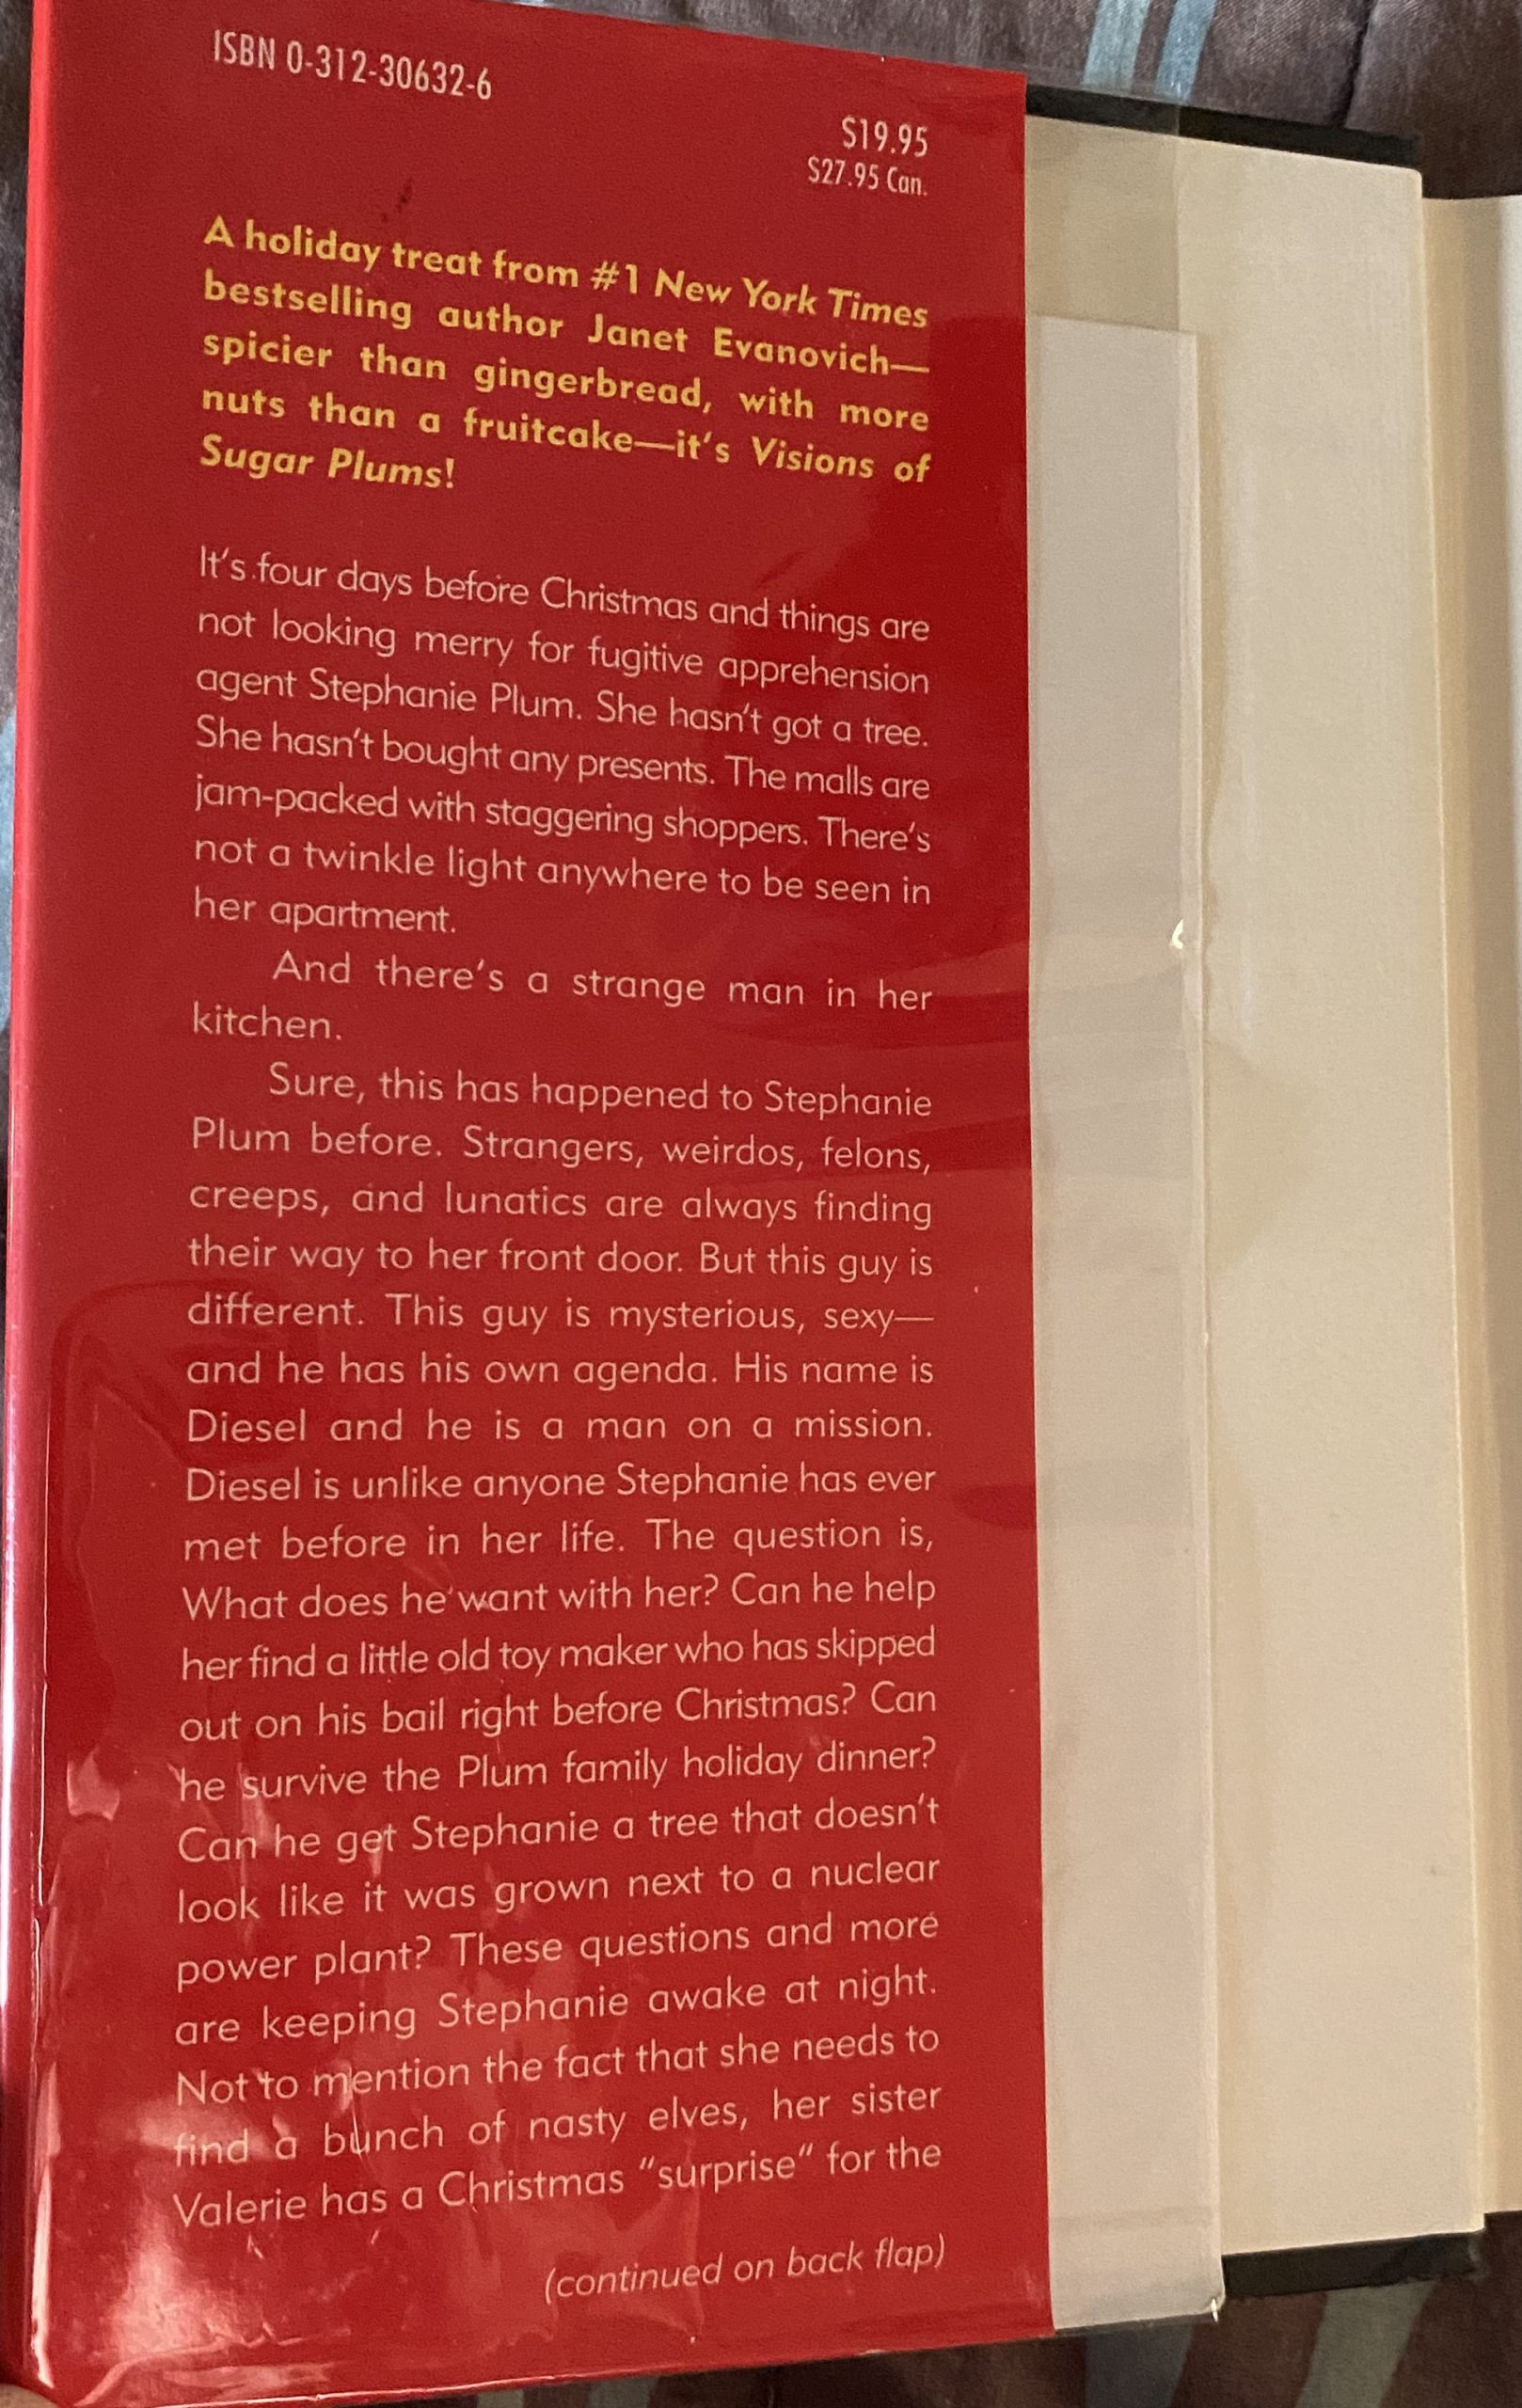 ISBN 0-312-30632-6
$19.95
$27.95 Can.
A holiday treat from #1 New York Times
bestselling author Janet Evanovich—
spicier than gingerbread, with more
nuts than a fruitcake—it's Visions of
Sugar Plums!
It's four days before Christmas and things are
not looking merry for fugitive apprehension
agent Stephanie Plum. She hasn't got a tree.
She hasn't bought any presents. The malls are
jam-packed with staggering shoppers. There's
not a twinkle light anywhere to be seen in
her apartment.
And there's a strange man in her
kitchen.
Sure, this has happened to Stephanie
Plum before. Strangers, weirdos, felons,
creeps, and lunatics are always finding
their way to her front door. But this guy is
different. This guy is mysterious, sexy—
and he has his own agenda. His name is
Diesel and he is a man on a mission.
Diesel is unlike anyone Stephanie has ever
met before in her life. The question is,
What does he want with her? Can he help
her find a little old toy maker who has skipped
out on his bail right before Christmas? Can
he survive the Plum family holiday dinner?
Can he get Stephanie a tree that doesn't
look like it was grown next to a nuclear
power plant? These questions and more
are keeping Stephanie awake at night.
Not to mention the fact that she needs to
find a bunch of nasty elves, her sister
Valerie has a Christmas "surprise" for the
(continued on back flap)